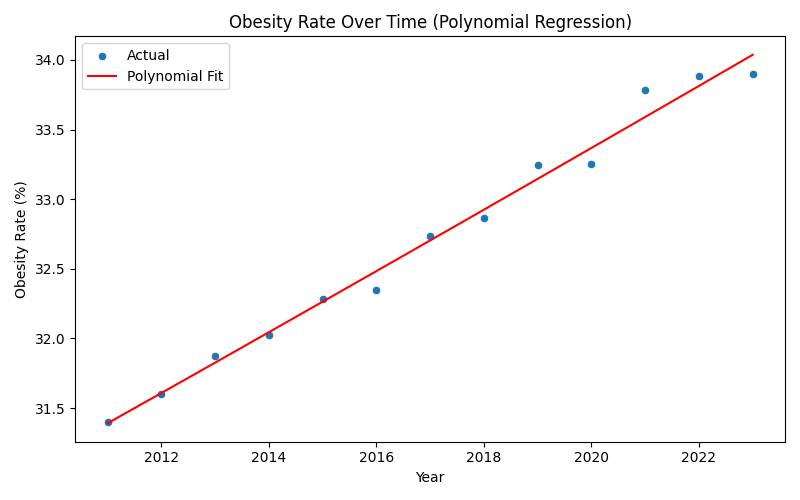 Obesity Rate Over Time (Polynomial Regression)
Actual
Polynomial Fit
34.0
33.5
33.0
32.5
32.0
31.5
Obesity Rate (%)
2012
2014
2016
2018
2020
2022
Year